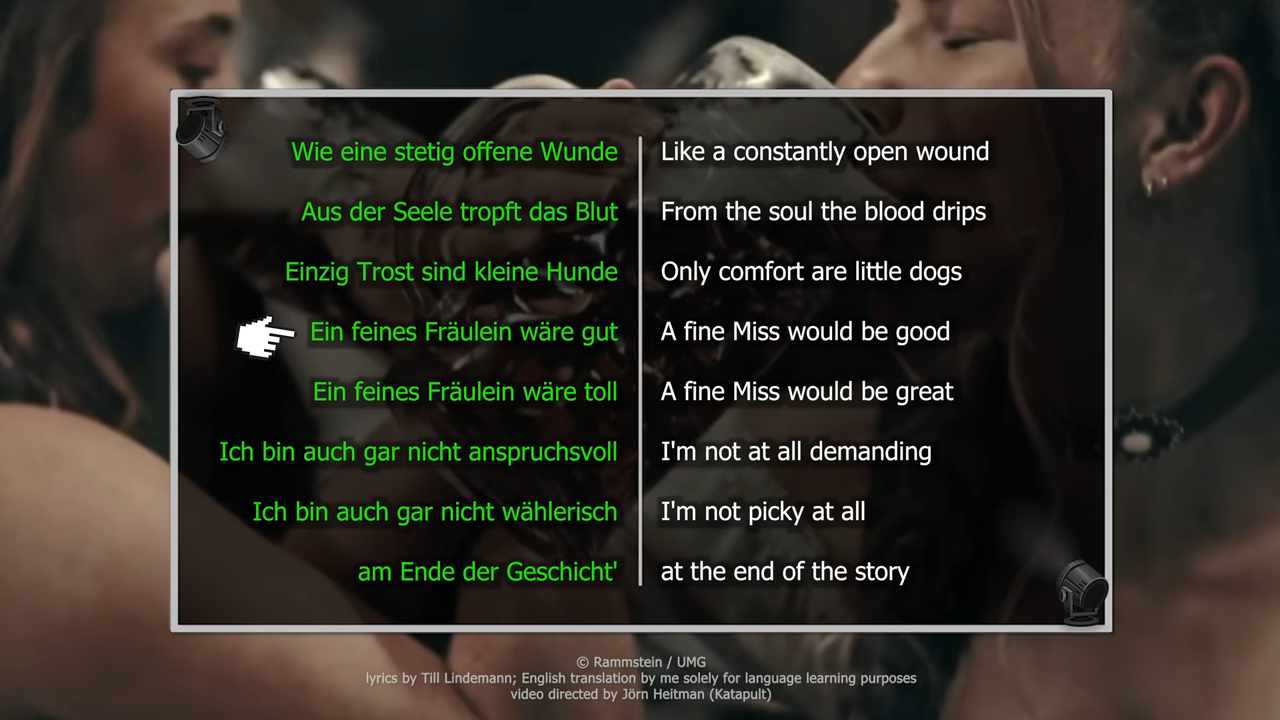 Wie eine stetig offene Wunde
Like a constantly open wound
Aus der Seele tropft das Blut
From the soul the blood drips
Einzig Trost sind kleine Hunde
Only comfort are little dogs
Ein feines Fräulein wäre gut
A fine Miss would be good
Ein feines Fräulein wäre toll
A fine Miss would be great
Ich bin auch gar nicht anspruchsvoll
I'm not at all demanding
Ich bin auch gar nicht wählerisch
I'm not picky at all
am Ende der Geschicht'
at the end of the story
© Rammstein / UMG
lyrics by Till Lindemann; English translation by me solely for language learning purposes
video directed by Jörn Heitman (Katapult)